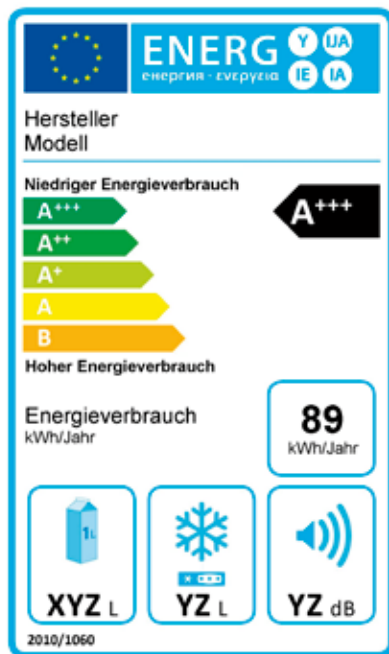 ENERG Y IJA
енергия · ενεργεια IE IA
Hersteller
Modell
Niedriger Energieverbrauch
A+++
A+++
A++
A+
A
B
Hoher Energieverbrauch
Energieverbrauch
kWh/Jahr
89
kWh/Jahr
1L
XYZ L
YZ L
YZ dB
2010/1060